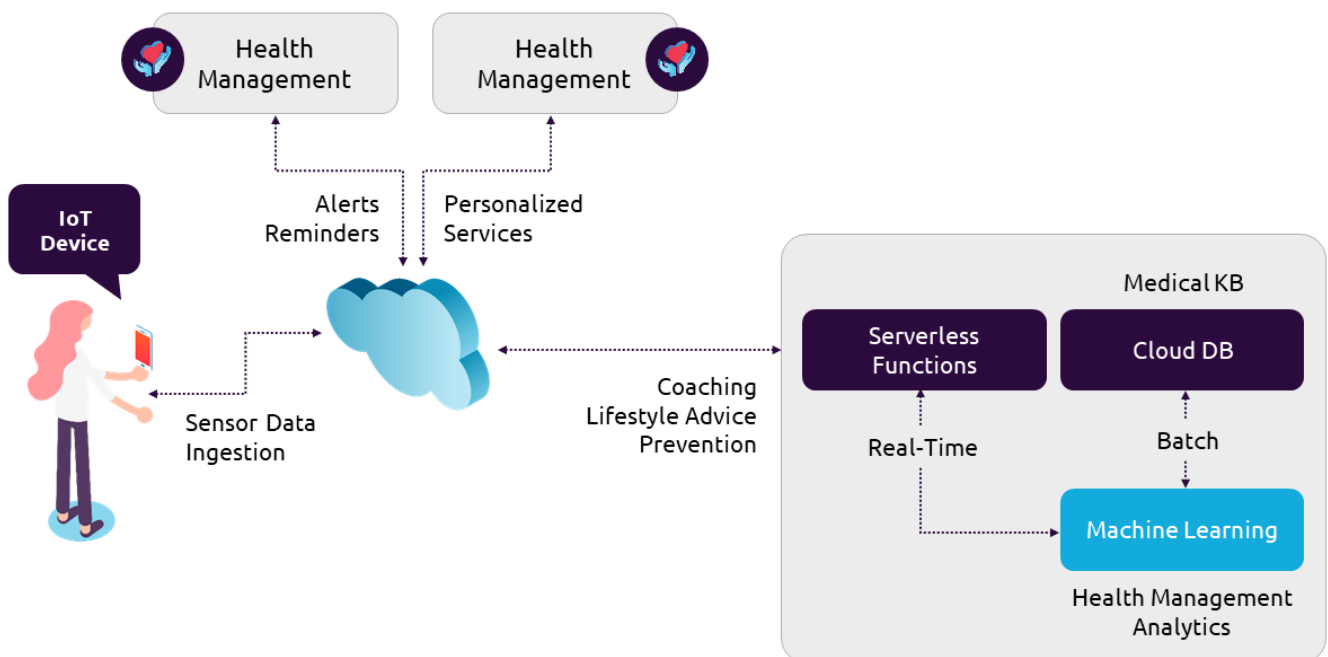 Health
Management
Health
Management
IoT
Device
Alerts
Reminders
Personalized
Services
Sensor Data
Ingestion
Coaching
Lifestyle Advice
Prevention
Medical KB
Serverless
Functions
Cloud DB
Real-Time
Batch
Machine Learning
Health Management
Analytics